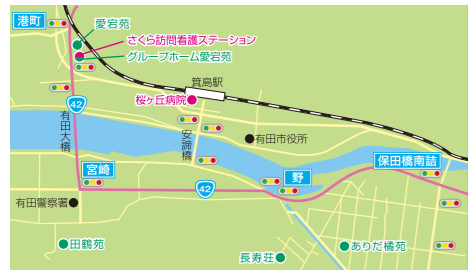 港町
愛宕苑
さくら訪問看護ステーション
グループホーム愛宕苑
箕島駅
桜ヶ丘病院
42
有田大橋
安諦橋
有田市役所
保田橋南詰
宮崎
42
野
有田警察署
田鶴苑
長寿荘
ありだ橘苑